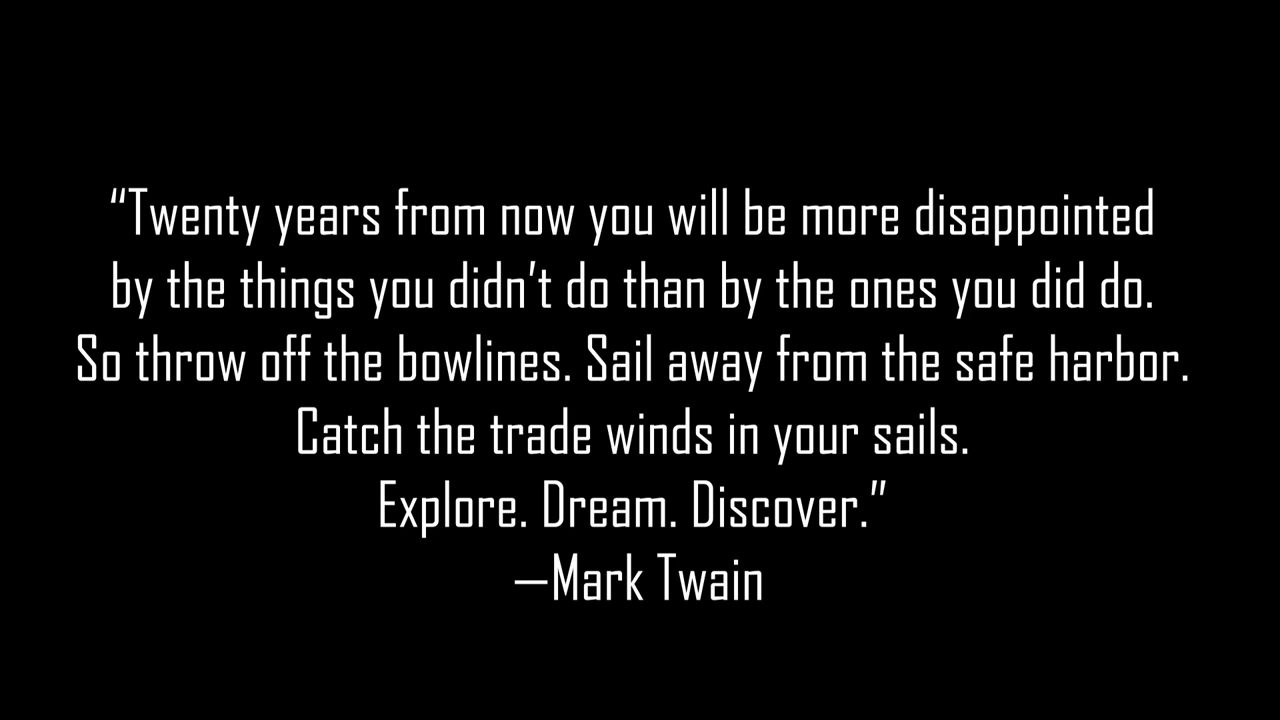 “Twenty years from now you will be more disappointed
by the things you didn’t do than by the ones you did do.
So throw off the bowlines. Sail away from the safe harbor.
Catch the trade winds in your sails.
Explore. Dream. Discover.”
—Mark Twain